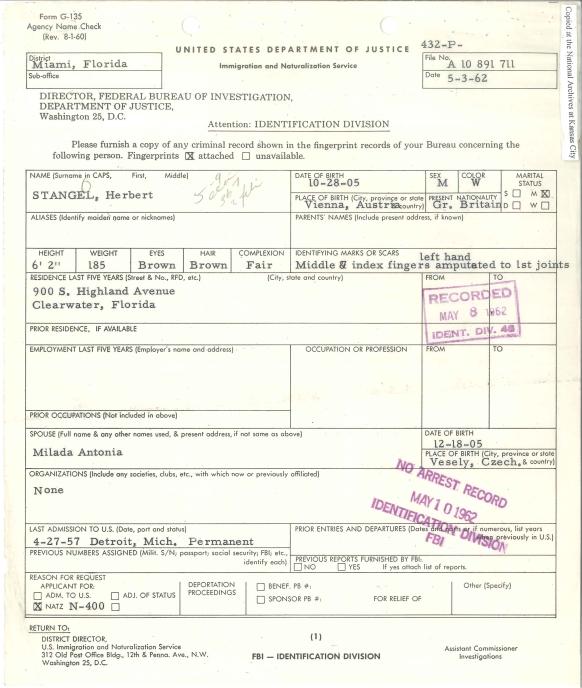 Form G-135
Agency Name Check
(Rev. 8-1-60)
Copied at the National Archives at Kansas City
UNITED STATES DEPARTMENT OF JUSTICE
Immigration and Naturalization Service
432-P-
District
Miami, Florida
Sub-office
File No.
A 10 891 711
Date 5-3-62
DIRECTOR, FEDERAL BUREAU OF INVESTIGATION,
DEPARTMENT OF JUSTICE,
Washington 25, D.C.
Attention: IDENTIFICATION DIVISION
Please furnish a copy of any criminal record shown in the fingerprint records of your Bureau concerning the
following person. Fingerprints X attached unavailable.
NAME (Surname in CAPS, First, Middle)
STANGEL, Herbert
DATE OF BIRTH
10-28-05
SEX
M
COLOR
W
MARITAL
STATUS
S M X
D W
PLACE OF BIRTH (City, province or state country)
Vienna, Austria
PRESENT NATIONALITY
Gr. Britain
ALIASES (Identify maiden name or nicknames)
PARENTS' NAMES (Include present address, if known)
HEIGHT
6' 2"
WEIGHT
185
EYES
Brown
HAIR
Brown
COMPLEXION
Fair
IDENTIFYING MARKS OR SCARS
left hand
Middle & index fingers amputated to 1st joints
RESIDENCE LAST FIVE YEARS (Street & No., RFD, etc.) (City, state and country)
FROM
TO
900 S. Highland Avenue
Clearwater, Florida
RECORDED
MAY 8 1962
IDENT. DIV. 48
PRIOR RESIDENCE, IF AVAILABLE
EMPLOYMENT LAST FIVE YEARS (Employer's name and address)
OCCUPATION OR PROFESSION
FROM
TO
PRIOR OCCUPATIONS (Not included in above)
SPOUSE (Full name & any other names used, & present address, if not same as above)
Milada Antonia
DATE OF BIRTH
12-18-05
PLACE OF BIRTH (City, province or state & country)
Vesely, Czech.
ORGANIZATIONS (Include any societies, clubs, etc., with which now or previously affiliated)
None
NO ARREST RECORD
MAY 10 1962
IDENTIFICATION DIVISION
FBI
LAST ADMISSION TO U.S. (Date, port and status)
4-27-57 Detroit, Mich. Permanent
PRIOR ENTRIES AND DEPARTURES (Dates and ports or if numerous, list years when previously in U.S.)
PREVIOUS NUMBERS ASSIGNED (Milit. S/N; passport; social security; FBI; etc.,
identify each)
PREVIOUS REPORTS FURNISHED BY FBI:
NO YES If yes attach list of reports.
REASON FOR REQUEST
APPLICANT FOR:
ADM. TO U.S. ADJ. OF STATUS
X NATZ N-400
DEPORTATION
PROCEEDINGS
BENEF. PB #:
SPONSOR PB #: FOR RELIEF OF
Other (Specify)
RETURN TO:
DISTRICT DIRECTOR,
U.S. Immigration and Naturalization Service
312 Old Post Office Bldg., 12th & Penna. Ave., N.W.
Washington 25, D.C.
(1)
FBI — IDENTIFICATION DIVISION
Assistant Commissioner
Investigations